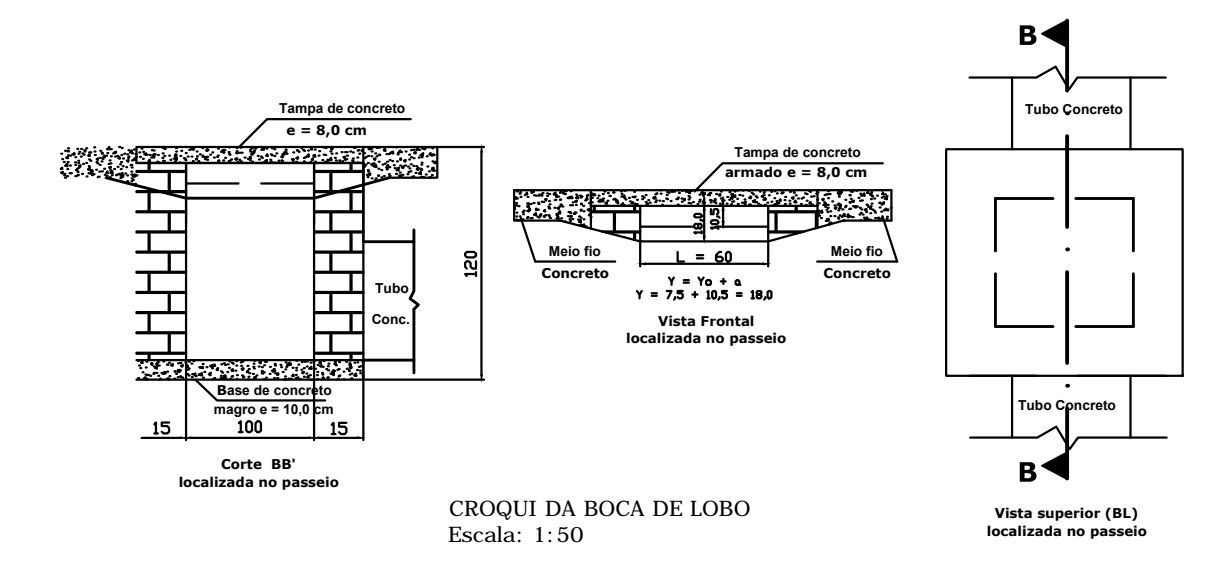 Tampa de concreto
e = 8,0 cm
120
Tubo
Conc.
Base de concreto
magro e = 10,0 cm
15
100
15
Corte BB'
localizada no passeio
Tampa de concreto
armado e = 8,0 cm
18,0
10,5
Meio fio
Concreto
L = 60
Meio fio
Concreto
Y = Yo + a
Y = 7,5 + 10,5 = 18,0
Vista Frontal
localizada no passeio
B
Tubo Concreto
Tubo Concreto
B
Vista superior (BL)
localizada no passeio
CROQUI DA BOCA DE LOBO
Escala: 1:50